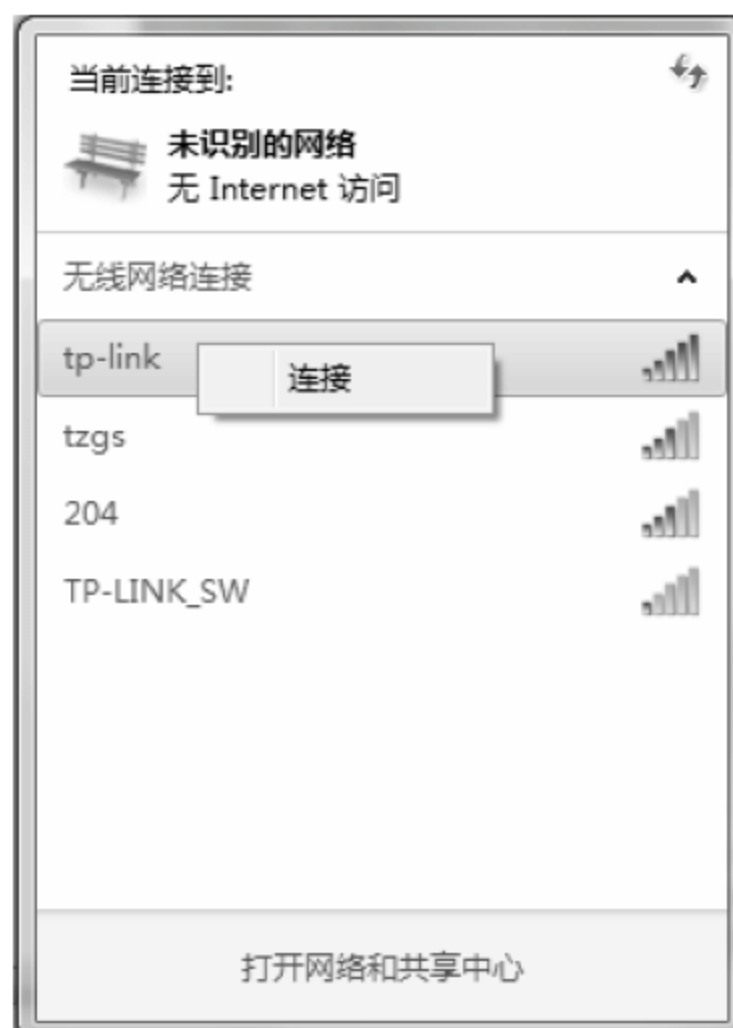 当前连接到:
未识别的网络
无 Internet 访问
无线网络连接
tp-link
连接
tzgs
204
TP-LINK_SW
打开网络和共享中心